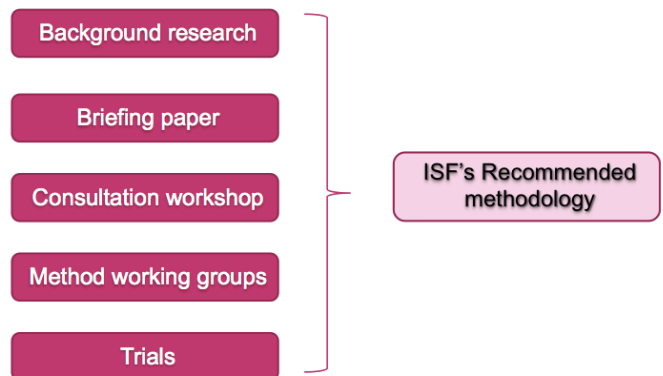 Background research
Briefing paper
Consultation workshop
Method working groups
Trials
ISF's Recommended
methodology